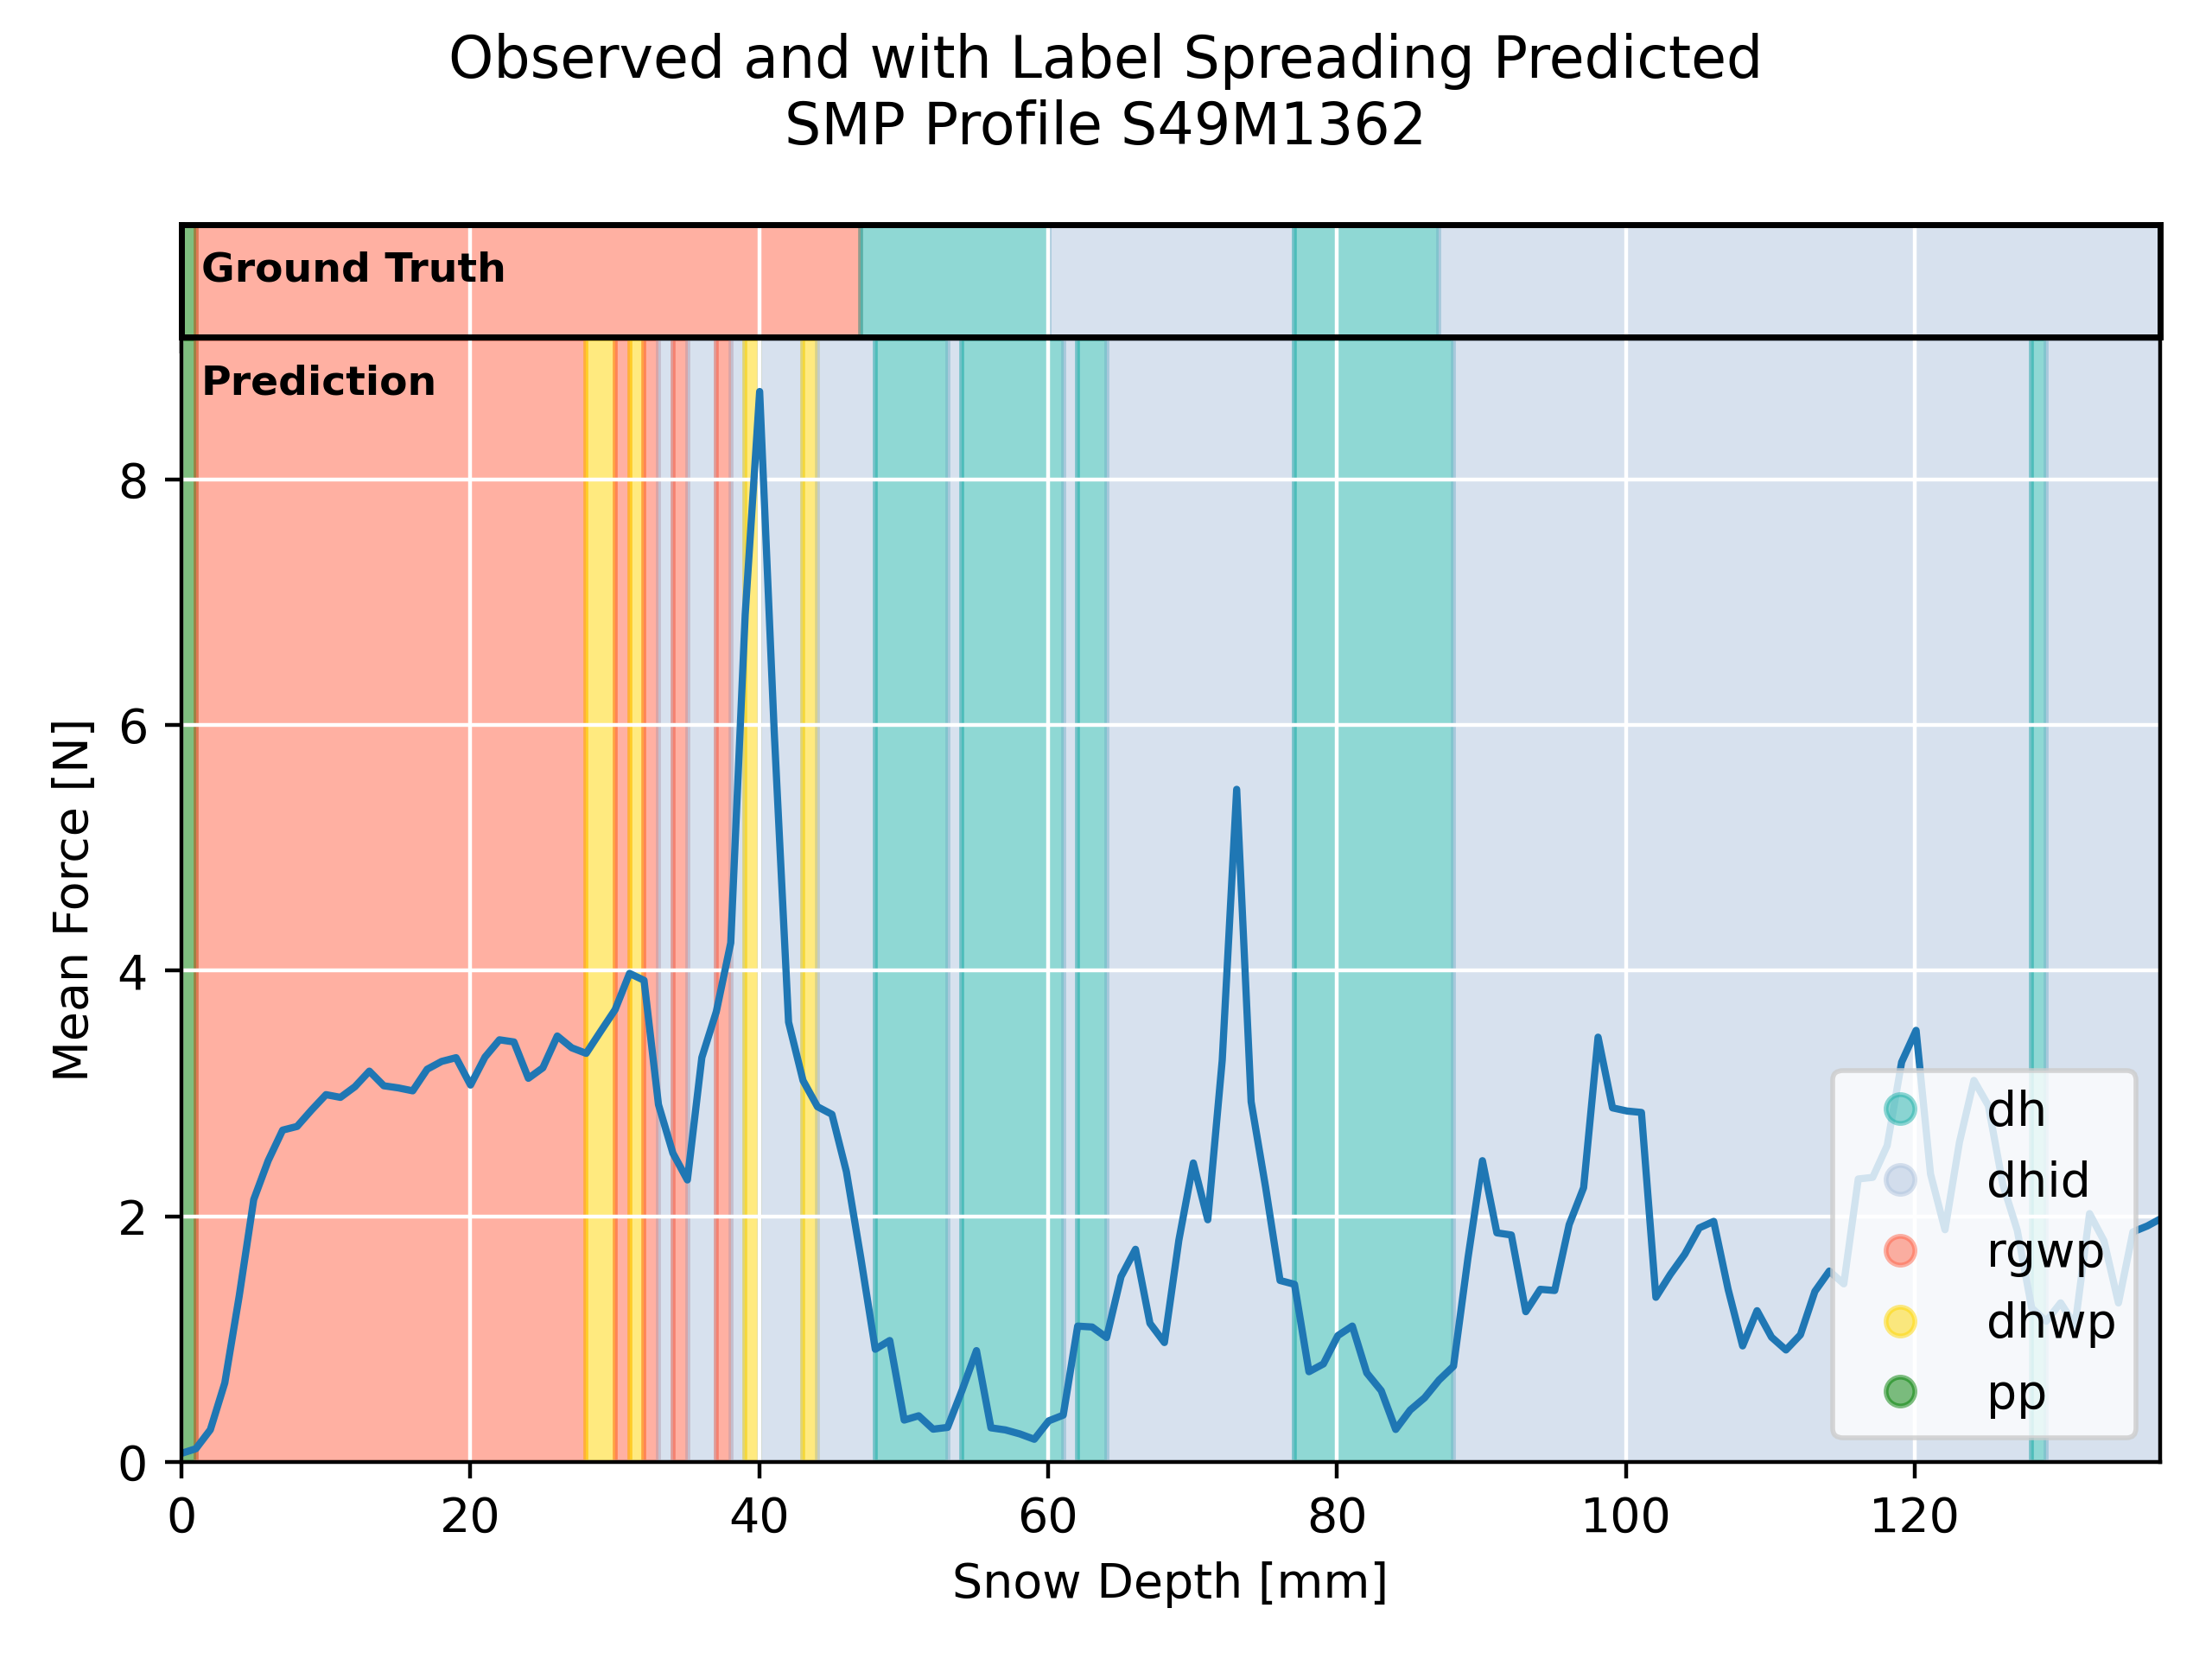 Observed and with Label Spreading Predicted
SMP Profile S49M1362
Ground Truth
Prediction
8
6
4
2
0
Mean Force [N]
dh
dhid
rgwp
dhwp
pp
0 20 40 60 80 100 120
Snow Depth [mm]